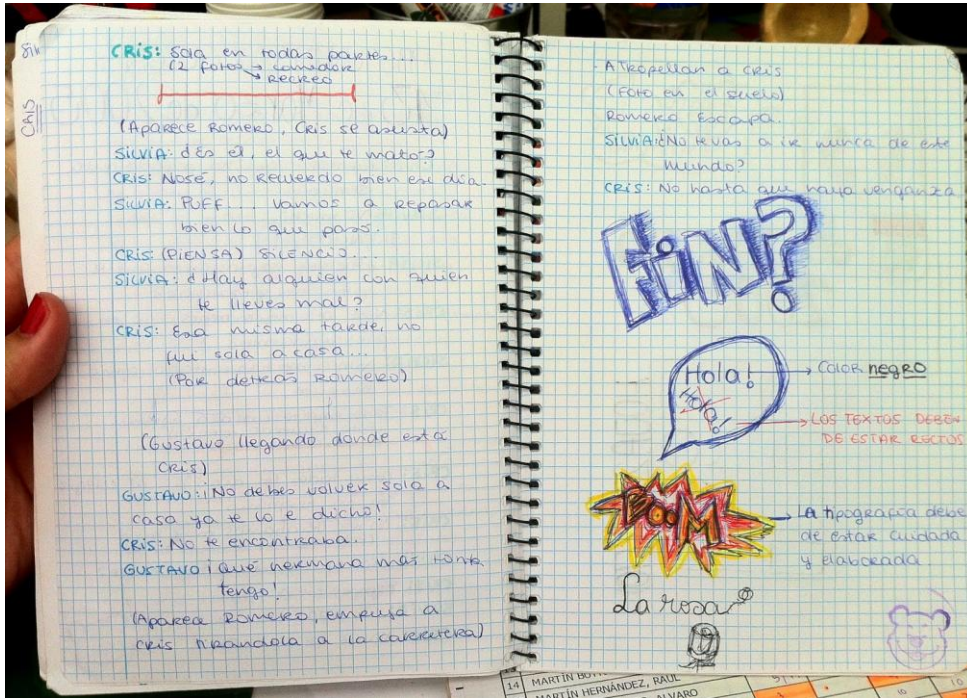 Sil
CRIS
CRIS: Sola en todas partes...
(2 fotos → comedor
→ RECREO
(Aparece Romero, Cris se asusta)
SILVIA: ¿Es él, el que te mató?
CRIS: NOSÉ, no Recuerdo bien ese día.
SILVIA: PUFF... vamos a REPASAR
bien lo que pasó.
CRIS: (PIENSA) SILENCIO...
SILVIA: ¿Hay alguien con quien
te lleves mal?
CRIS: Esa misma tarde, no
fui sola a casa...
(Por detrás ROMERO)
(Gustavo llegando donde esta
CRIS)
GUSTAVO: ¡No debes volver sola a
casa ya te lo e dicho!
CRIS: No te encontraba.
GUSTAVO ¡Qué hermana más tonta
tengo!
(Aparece ROMERO, empuja a
CRIS tirandola a la carretera)
ATROPELLAN a CRIS
(Foto en el suelo)
Romero Escapa.
SILVIA: ¿No te vas a ir nunca de este
mundo?
CRIS: No hasta que haya venganza
FIN?
Hola! → COLOR negro
Hola! → LOS TEXTOS DEBEN
DE ESTAR RECTOS
BOOM → LA tipografía debe
de estar cuidada
y elaborada
La rosa
14 MARTÍN
MARTÍN HERNÁNDEZ, RAÚL
ALVARO
10